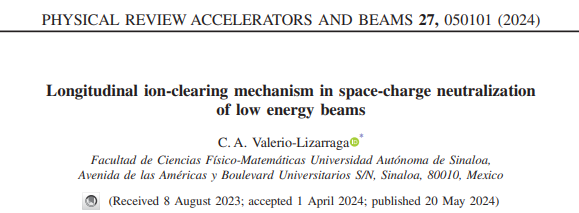 PHYSICAL REVIEW ACCELERATORS AND BEAMS 27, 050101 (2024)
Longitudinal ion-clearing mechanism in space-charge neutralization
of low energy beams
C. A. Valerio-Lizarraga iD *
Facultad de Ciencias Físico-Matemáticas Universidad Autónoma de Sinaloa,
Avenida de las Américas y Boulevard Universitarios S/N, Sinaloa, 80010, Mexico
(Received 8 August 2023; accepted 1 April 2024; published 20 May 2024)